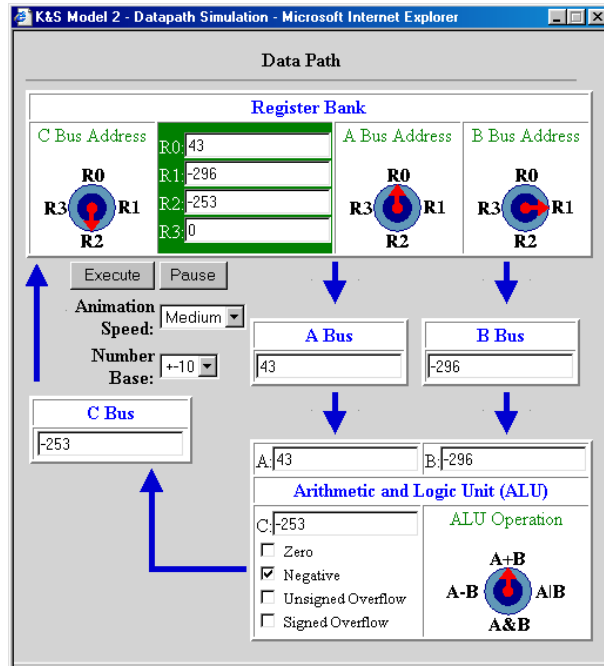 K&S Model 2 - Datapath Simulation - Microsoft Internet Explorer
Data Path
Register Bank
C Bus Address
R0
R3 R1
R2
R0: 43
R1: -296
R2: -253
R3: 0
A Bus Address
R0
R3 R1
R2
B Bus Address
R0
R3 R1
R2
Execute Pause
Animation Speed: Medium
Number Base: +-10
A Bus
43
B Bus
-296
C Bus
-253
A: 43 B: -296
Arithmetic and Logic Unit (ALU)
C: -253
Zero
Negative
Unsigned Overflow
Signed Overflow
ALU Operation
A+B
A-B A|B
A&B